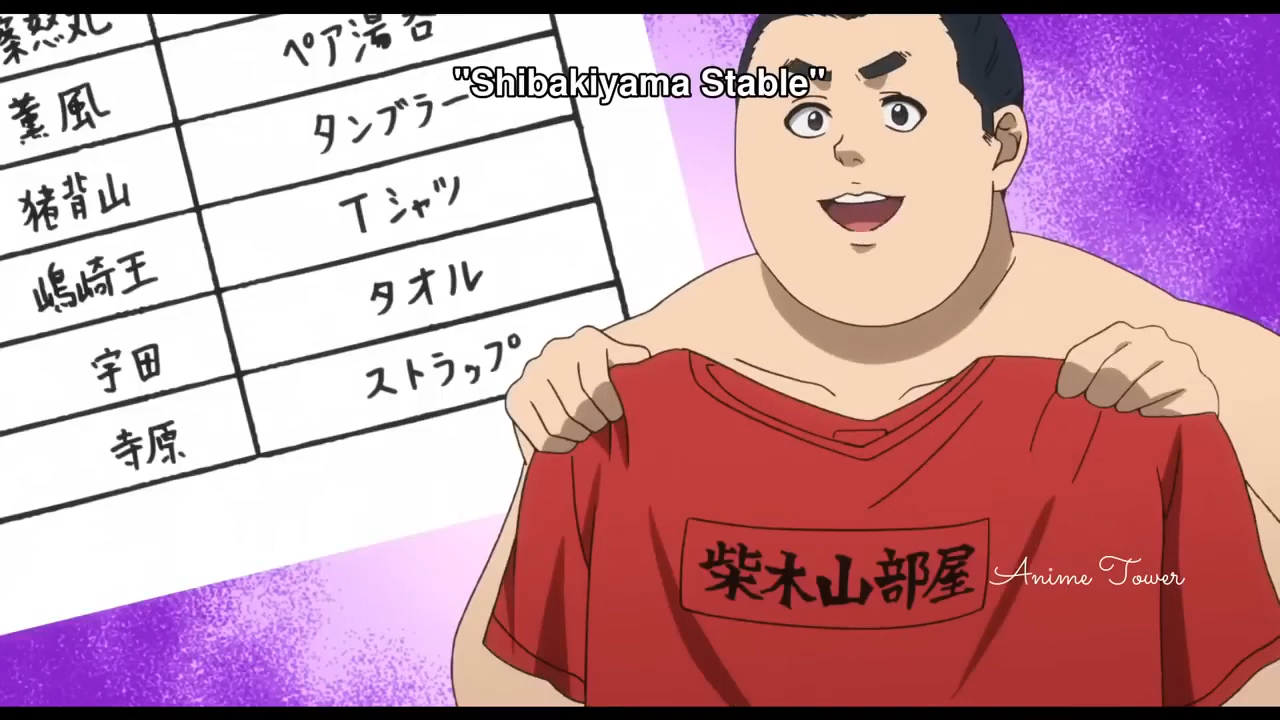 ペア湯呑
"Shibakiyama Stable"
薫風
タンブラー
猪背山
Tシャツ
嶋崎王
タオル
宇田
ストラップ
寺原
柴木山部屋
Anime Tower